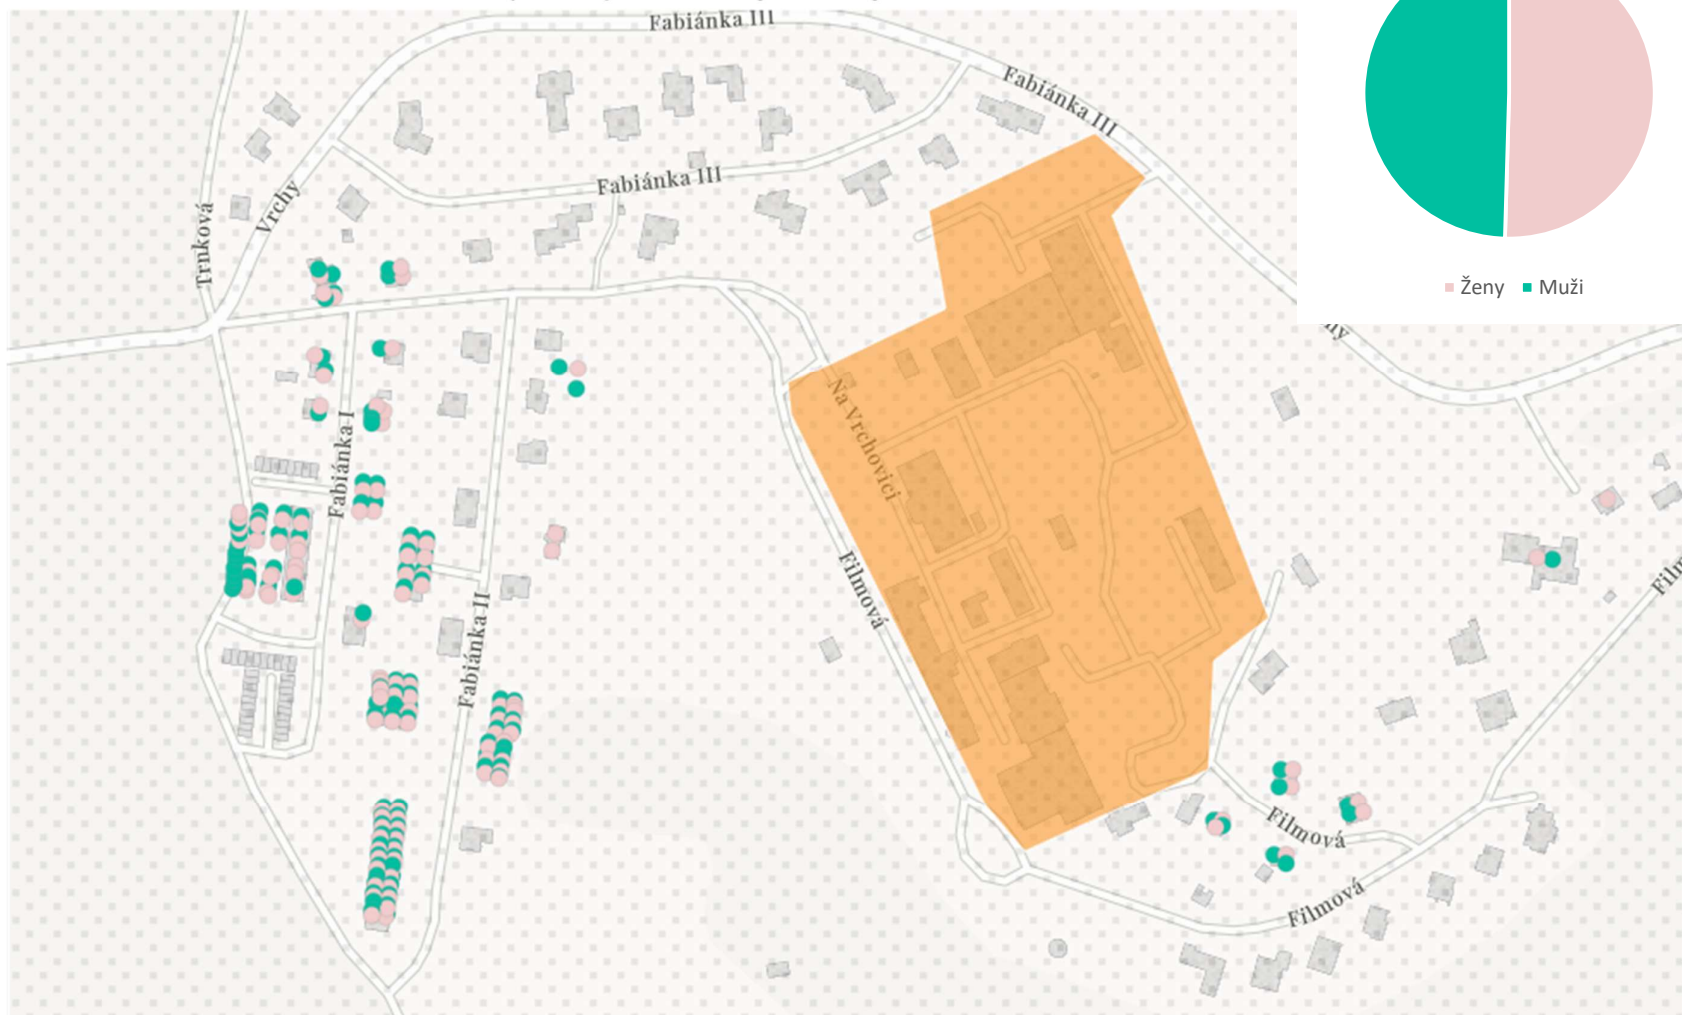 Fabiánka III
Fabiánka III
Fabiánka III
Trnková
Vrchy
Ženy
Muži
Na Vrchovici
Fabiánka I
Filmová
Fabiánka II
Filmová
Filmová